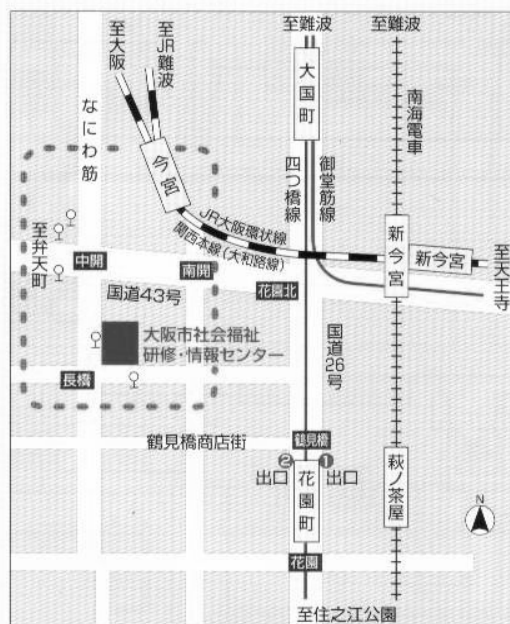 至難波
至難波
至大阪
至JR難波
大国町
南海電車
なにわ筋
今宮
四つ橋線
御堂筋線
JR大阪環状線
関西本線(大和路線)
新今宮
新今宮
至天王寺
至弁天町
中開
南開
花園北
国道43号
国道26号
大阪市社会福祉
研修・情報センター
長橋
鶴見橋商店街
鶴見橋
2
1
出口
出口
花園町
萩ノ茶屋
N
花園
至住之江公園